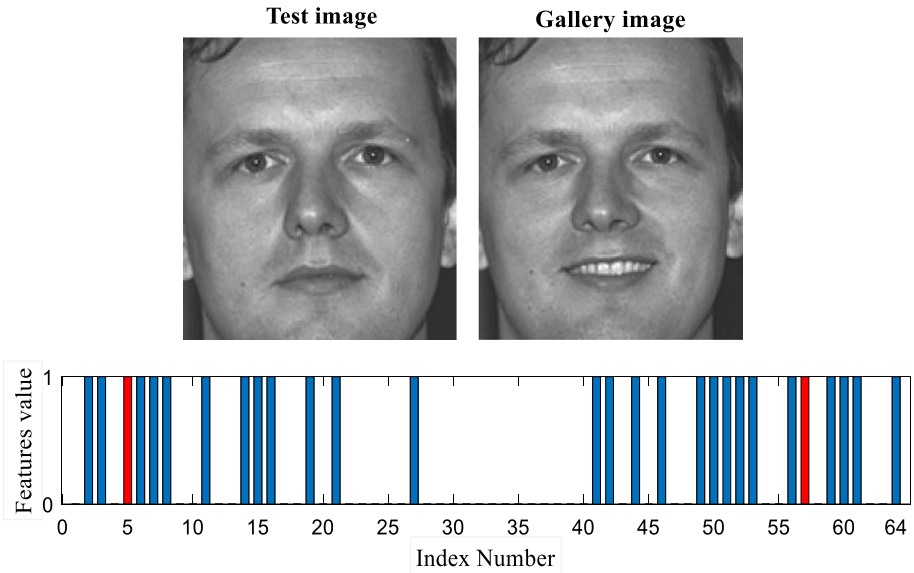 Test image
Gallery image
Features value
1
0
0 5 10 15 20 25 30 35 40 45 50 55 60 64
Index Number